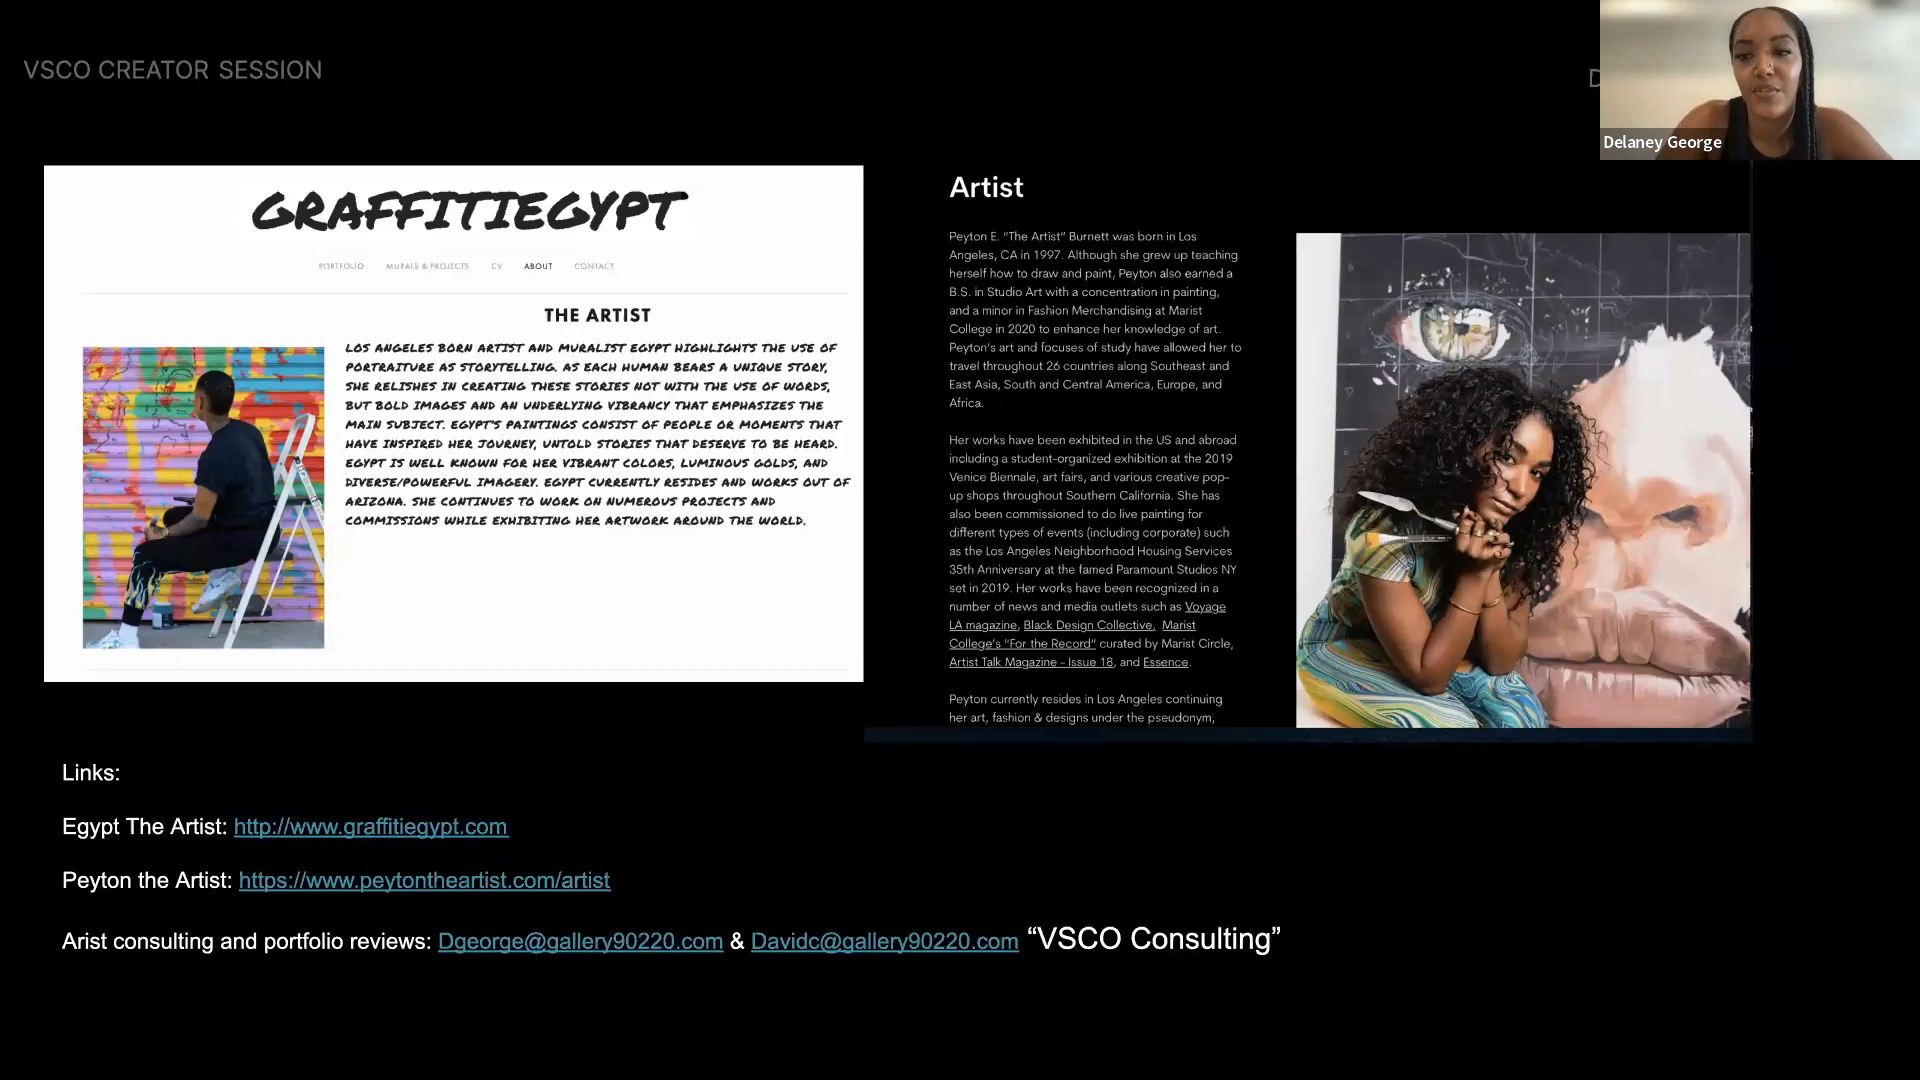 VSCO CREATOR SESSION
D
Delaney George
GRAFFITIEGYPT
PORTFOLIO MURALS & PROJECTS CV ABOUT CONTACT
THE ARTIST
LOS ANGELES BORN ARTIST AND MURALIST EGYPT HIGHLIGHTS THE USE OF
PORTRAITURE AS STORYTELLING. AS EACH HUMAN BEARS A UNIQUE STORY,
SHE RELISHES IN CREATING THESE STORIES NOT WITH THE USE OF WORDS,
BUT BOLD IMAGES AND AN UNDERLYING VIBRANCY THAT EMPHASIZES THE
MAIN SUBJECT. EGYPT'S PAINTINGS CONSIST OF PEOPLE OR MOMENTS THAT
HAVE INSPIRED HER JOURNEY, UNTOLD STORIES THAT DESERVE TO BE HEARD.
EGYPT IS WELL KNOWN FOR HER VIBRANT COLORS, LUMINOUS GOLDS, AND
DIVERSE/POWERFUL IMAGERY. EGYPT CURRENTLY RESIDES AND WORKS OUT OF
ARIZONA. SHE CONTINUES TO WORK ON NUMEROUS PROJECTS AND
COMMISSIONS WHILE EXHIBITING HER ARTWORK AROUND THE WORLD.
Artist
Peyton E. “The Artist” Burnett was born in Los
Angeles, CA in 1997. Although she grew up teaching
herself how to draw and paint, Peyton also earned a
B.S. in Studio Art with a concentration in painting,
and a minor in Fashion Merchandising at Marist
College in 2020 to enhance her knowledge of art.
Peyton's art and focuses of study have allowed her to
travel throughout 26 countries along Southeast and
East Asia, South and Central America, Europe, and
Africa.
Her works have been exhibited in the US and abroad
including a student-organized exhibition at the 2019
Venice Biennale, art fairs, and various creative pop-
up shops throughout Southern California. She has
also been commissioned to do live painting for
different types of events (including corporate) such
as the Los Angeles Neighborhood Housing Services
35th Anniversary at the famed Paramount Studios NY
set in 2019. Her works have been recognized in a
number of news and media outlets such as Voyage
LA magazine, Black Design Collective, Marist
College's “For the Record” curated by Marist Circle,
Artist Talk Magazine - Issue 18, and Essence.
Peyton currently resides in Los Angeles continuing
her art, fashion & designs under the pseudonym,
Links:
Egypt The Artist: http://www.graffitiegypt.com
Peyton the Artist: https://www.peytontheartist.com/artist
Arist consulting and portfolio reviews: Dgeorge@gallery90220.com & Davidc@gallery90220.com “VSCO Consulting”